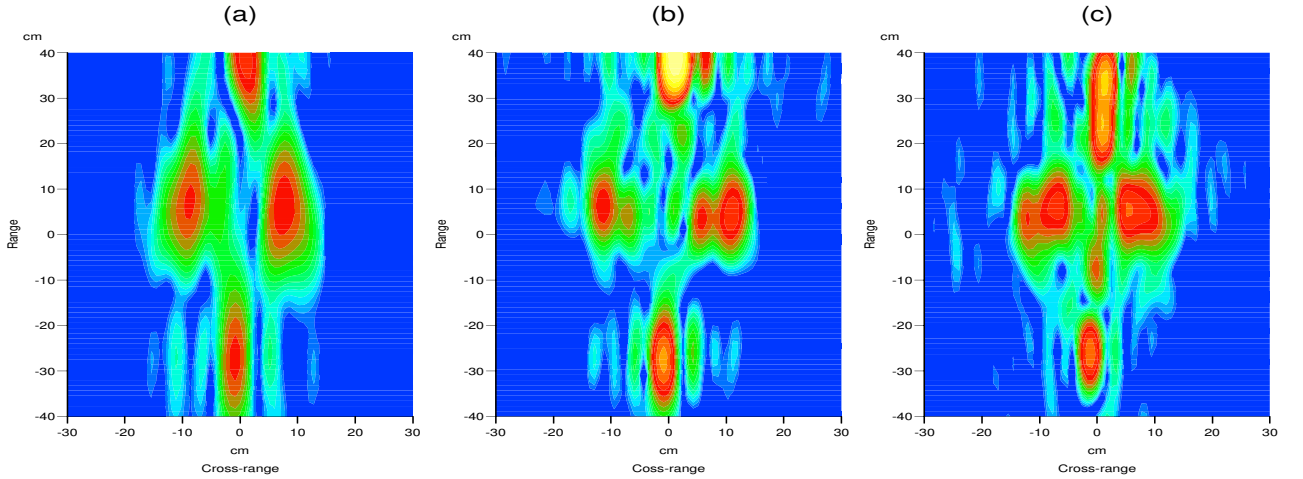 (a) (b) (c)
cm cm cm
40 40 40
30 30 30
20 20 20
10 10 10
Range Range Range
0 0 0
-10 -10 -10
-20 -20 -20
-30 -30 -30
-40 -40 -40
-30 -20 -10 0 10 20 30 -30 -20 -10 0 10 20 30 -30 -20 -10 0 10 20 30
cm cm cm
Cross-range Coss-range Cross-range